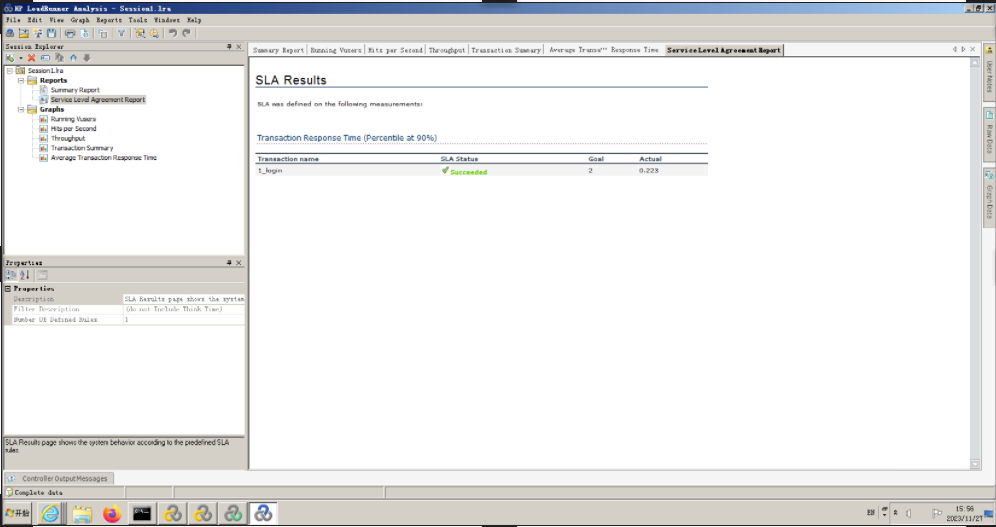 HP LoadRunner Analysis - Session1.lra
File Edit View Graph Reports Tools Windows Help
Session Explorer
Session1.lra
Reports
Summary Report
Service Level Agreement Report
Graphs
Running Vusers
Hits per Second
Throughput
Transaction Summary
Average Transaction Response Time
Properties
Properties
Description SLA Results page shows the system
Filter Description (do not Include Think Time)
Number Of Defined Rules 1
SLA Results page shows the system behavior according to the predefined SLA
rules
Summary Report Running Vusers Hits per Second Throughput Transaction Summary Average Transa... Response Time Service Level Agreement Report
SLA Results
SLA was defined on the following measurements:
Transaction Response Time (Percentile at 90%)
Transaction name SLA Status Goal Actual
1_login Succeeded 2 0.223
User Notes
Raw Data
Graph Data
Controller Output Messages
Complete data
开始
EN
15:56
2023/11/27